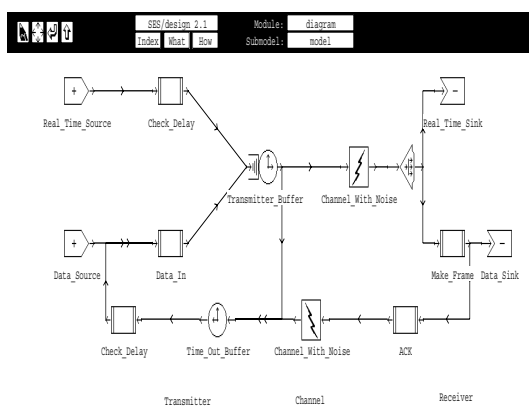 SES/design 2.1 Module: diagram
Index What How Submodel: model
Real_Time_Source Check_Delay Real_Time_Sink
Transmitter_Buffer Channel_With_Noise
Data_Source Data_In Make_Frame Data_Sink
Check_Delay Time_Out_Buffer Channel_With_Noise ACK
Transmitter Channel Receiver